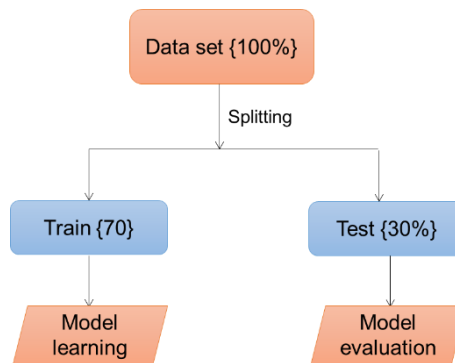 Data set {100%}
Splitting
Train {70}
Test {30%}
Model
learning
Model
evaluation